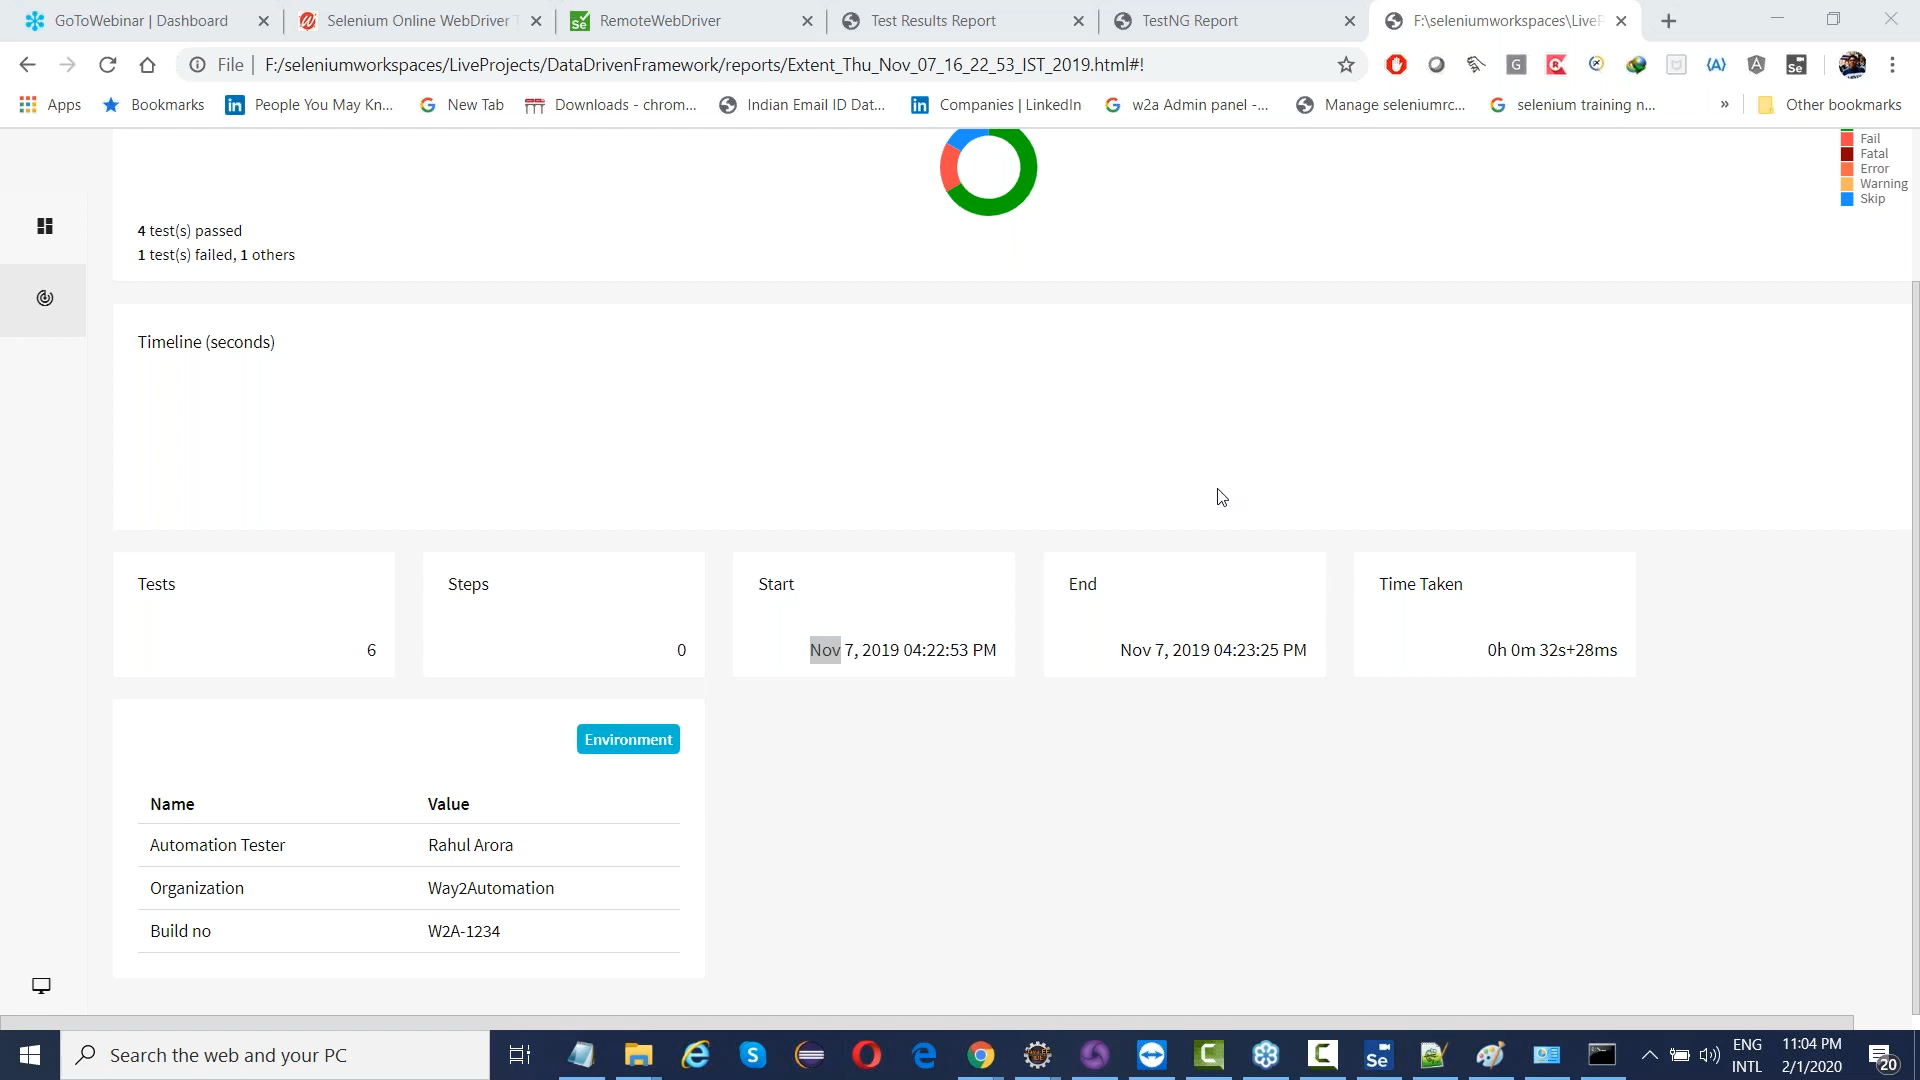 GoToWebinar | Dashboard
Selenium Online WebDriver T
RemoteWebDriver
Test Results Report
TestNG Report
F:\seleniumworkspaces\LiveP
File
F:/seleniumworkspaces/LiveProjects/DataDrivenFramework/reports/Extent_Thu_Nov_07_16_22_53_IST_2019.html#!
Apps
Bookmarks
People You May Kn...
New Tab
Downloads - chrom...
Indian Email ID Dat...
Companies | LinkedIn
w2a Admin panel -...
Manage seleniumrc...
selenium training n...
»
Other bookmarks
Fail
Fatal
Error
Warning
Skip
4 test(s) passed
1 test(s) failed, 1 others
Timeline (seconds)
Tests
6
Steps
0
Start
Nov 7, 2019 04:22:53 PM
End
Nov 7, 2019 04:23:25 PM
Time Taken
0h 0m 32s+28ms
Environment
Name Value
Automation Tester Rahul Arora
Organization Way2Automation
Build no W2A-1234
Search the web and your PC
ENG
INTL
11:04 PM
2/1/2020
20